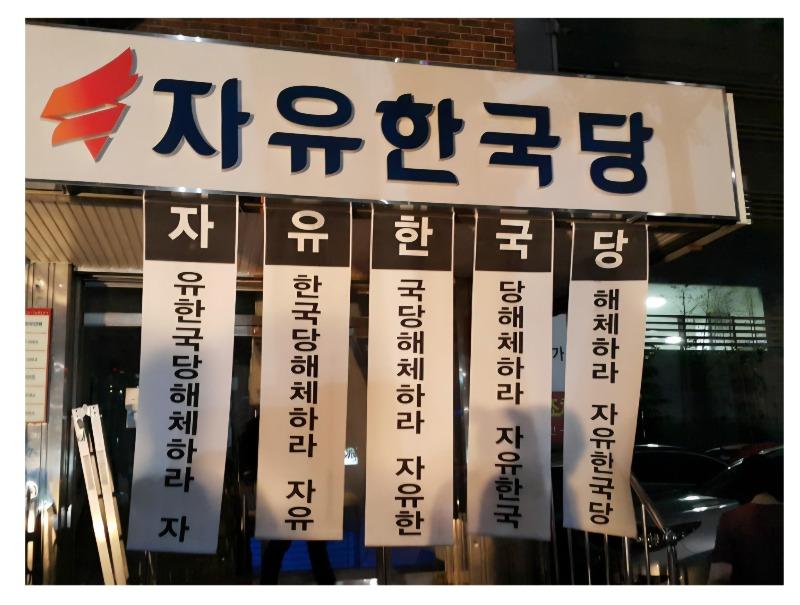 자유한국당
자
유한국당해체하라 자
유
한국당해체하라 자유
한
국당해체하라 자유한
국
당해체하라 자유한국
당
해체하라 자유한국당
가